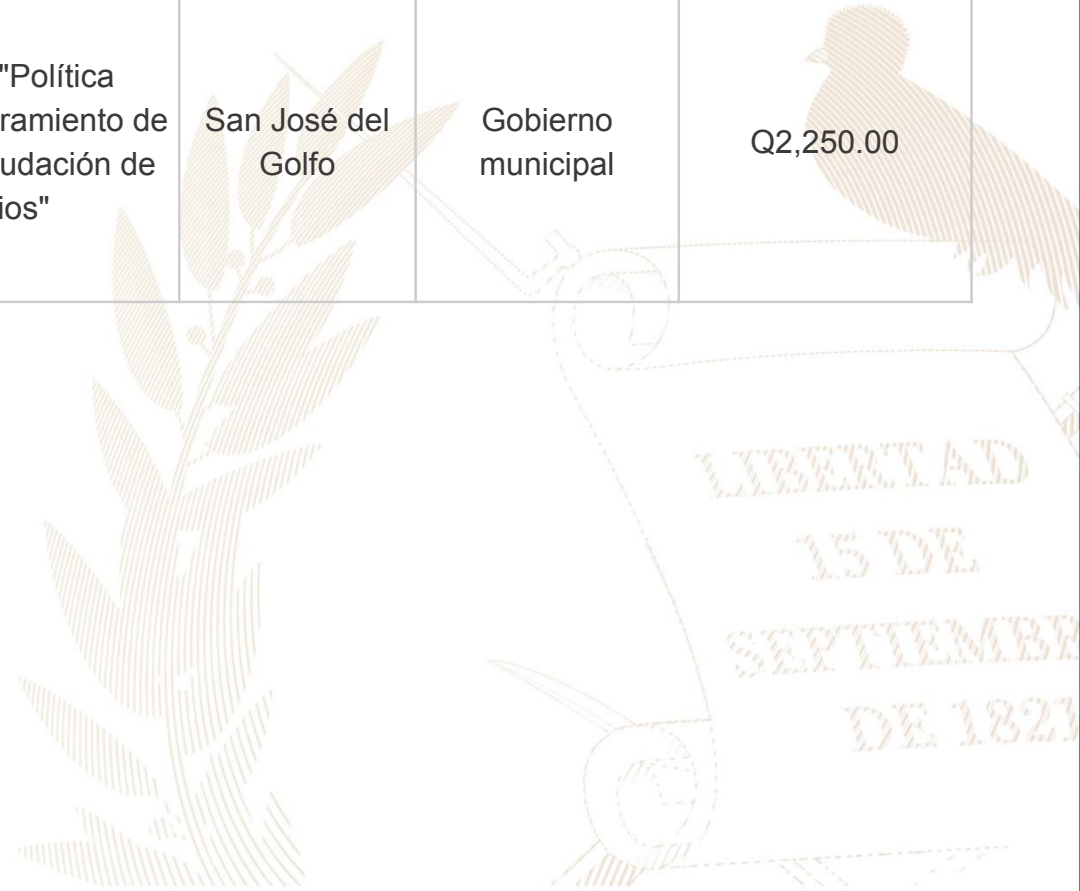 "Política
ramiento de
udación de
ios"
San José del
Golfo
Gobierno
municipal
Q2,250.00
LIBERTAD
15 DE
SEPTIEMBR
DE 1821